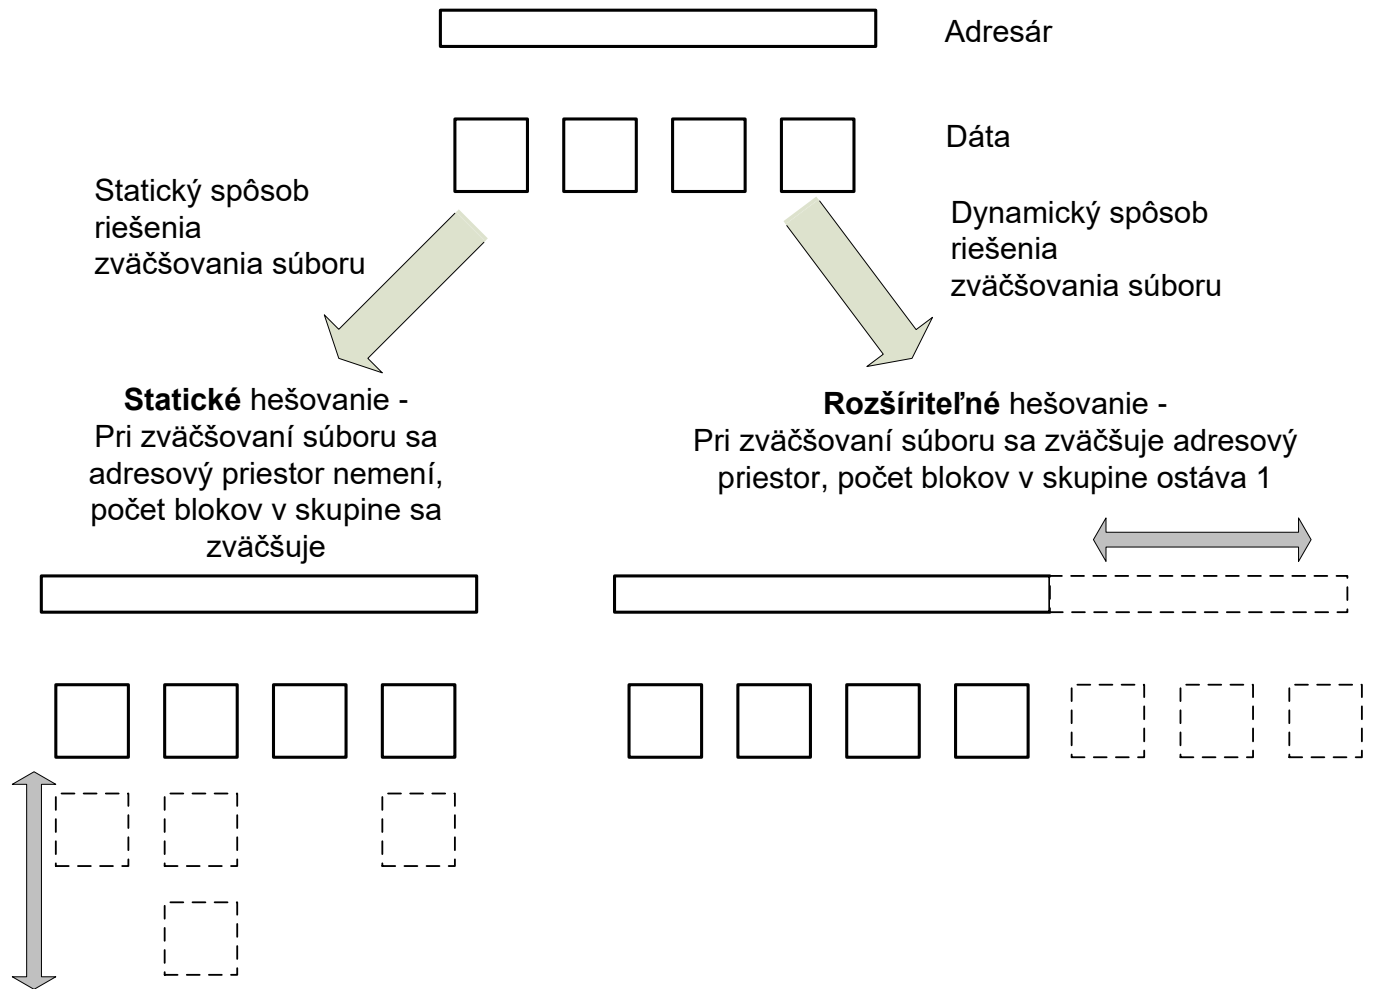 Adresár
Dáta
Statický spôsob
riešenia
zväčšovania súboru
Dynamický spôsob
riešenia
zväčšovania súboru
Statické hešovanie -
Pri zväčšovaní súboru sa
adresový priestor nemení,
počet blokov v skupine sa
zväčšuje
Rozšíriteľné hešovanie -
Pri zväčšovaní súboru sa zväčšuje adresový
priestor, počet blokov v skupine ostáva 1